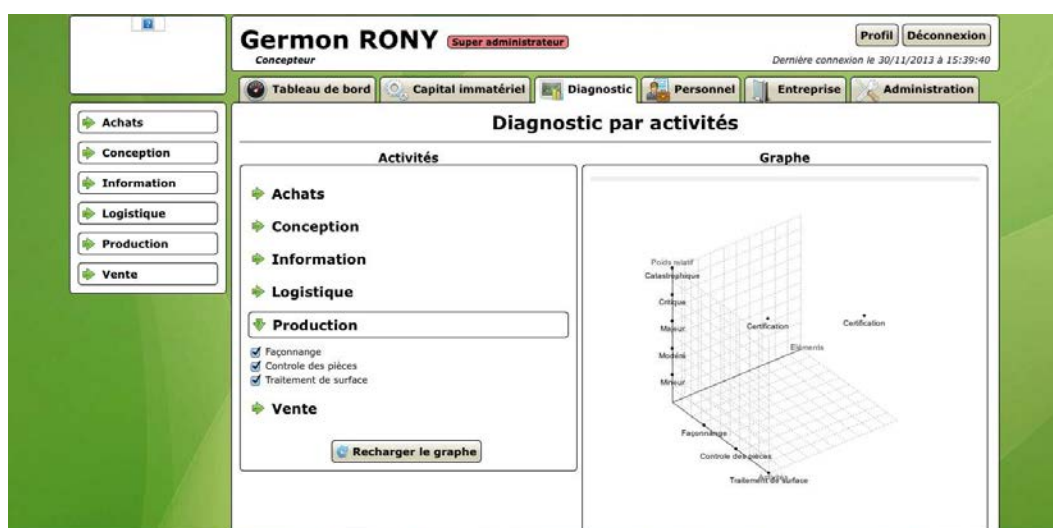 Germon RONY Super administrateur
Concepteur
Profil Déconnexion
Dernière connexion le 30/11/2013 à 15:39:40
Tableau de bord Capital immatériel Diagnostic Personnel Entreprise Administration
Achats
Conception
Information
Logistique
Production
Vente
Diagnostic par activités
Activités
Achats
Conception
Information
Logistique
Production
Façonnange
Controle des pièces
Traitement de surface
Vente
Recharger le graphe
Graphe
Poids relatif
Catastrophique
Critique
Majeur
Modéré
Mineur
Certification
Certification
Eléments
Façonnange
Controle des pièces
Traitement de surface
Activités